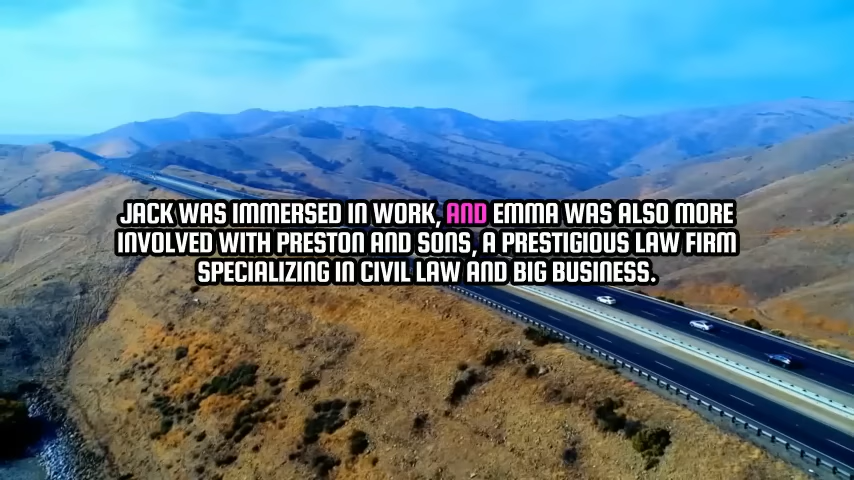 JACK WAS IMMERSED IN WORK, AND EMMA WAS ALSO MORE
INVOLVED WITH PRESTON AND SONS, A PRESTIGIOUS LAW FIRM
SPECIALIZING IN CIVIL LAW AND BIG BUSINESS.